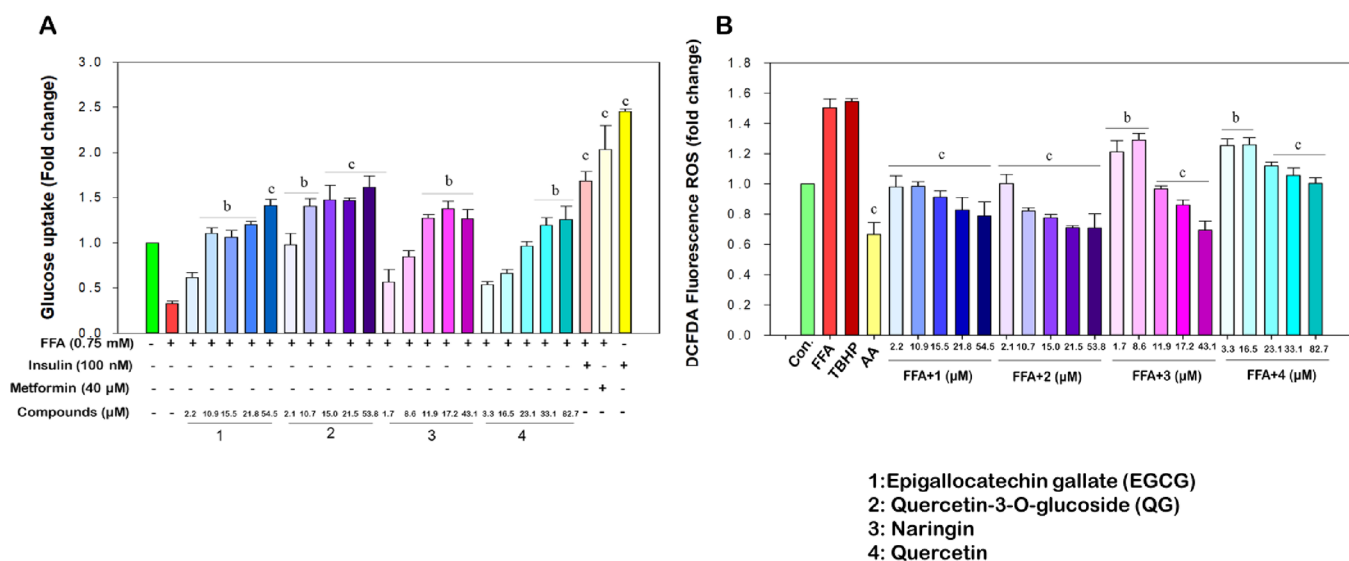 A
Glucose uptake (Fold change)
3.0
2.5
2.0
1.5
1.0
0.5
0.0
b
c
b
c
b
b
c
c
c
FFA (0.75 mM) - + + + + + + + + + + + + + + + + + + + + + + + -
Insulin (100 nM) - - - - - - - - - - - - - - - - - - - - - - + - +
Metformin (40 µM) - - - - - - - - - - - - - - - - - - - - - - - + -
Compounds (µM) - - 2.2 10.9 15.5 21.8 54.5 2.1 10.7 15.0 21.5 53.8 1.7 8.6 11.9 17.2 43.1 3.3 16.5 23.1 33.1 82.7 - - -
1 2 3 4
B
DCFDA Fluorescence ROS (fold change)
1.8
1.6
1.4
1.2
1.0
0.8
0.6
0.4
0.2
0.0
c
c
c
b
c
b
c
Con.
FFA
TBHP
AA
2.2 10.9 15.5 21.8 54.5 2.1 10.7 15.0 21.5 53.8 1.7 8.6 11.9 17.2 43.1 3.3 16.5 23.1 33.1 82.7
FFA+1 (µM) FFA+2 (µM) FFA+3 (µM) FFA+4 (µM)
1:Epigallocatechin gallate (EGCG)
2: Quercetin-3-O-glucoside (QG)
3: Naringin
4: Quercetin